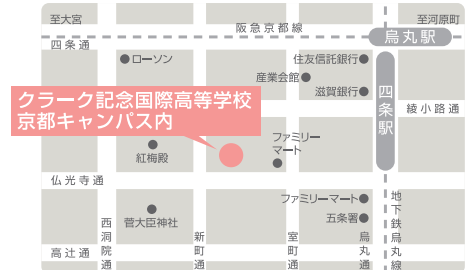 至大宮
阪急京都線
至河原町
烏丸駅
四条通
ローソン
住友信託銀行
産業会館
滋賀銀行
四条駅
綾小路通
クラーク記念国際高等学校
京都キャンパス内
ファミリー
マート
紅梅殿
仏光寺通
ファミリーマート
五条署
菅大臣神社
高辻通
西洞院通
新町通
室町通
烏丸通
地下鉄烏丸線